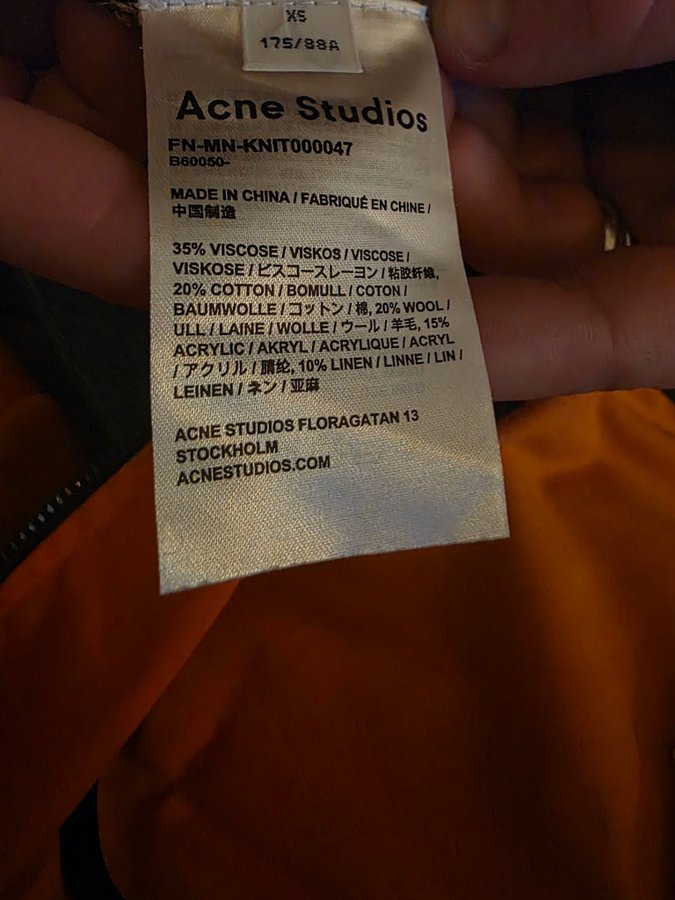 XS
175/88A
Acne Studios
FN-MN-KNIT000047
B60050-
MADE IN CHINA / FABRIQUÉ EN CHINE /
中国制造
35% VISCOSE / VISKOS / VISCOSE /
VISKOSE / ビスコースレーヨン / 粘胶纤维,
20% COTTON / BOMULL / COTON /
BAUMWOLLE / コットン / 棉, 20% WOOL /
ULL / LAINE / WOLLE / ウール / 羊毛, 15%
ACRYLIC / AKRYL / ACRYLIQUE / ACRYL
/ アクリル / 腈纶, 10% LINEN / LINNE / LIN /
LEINEN / ネン / 亚麻
ACNE STUDIOS FLORAGATAN 13
STOCKHOLM
ACNESTUDIOS.COM